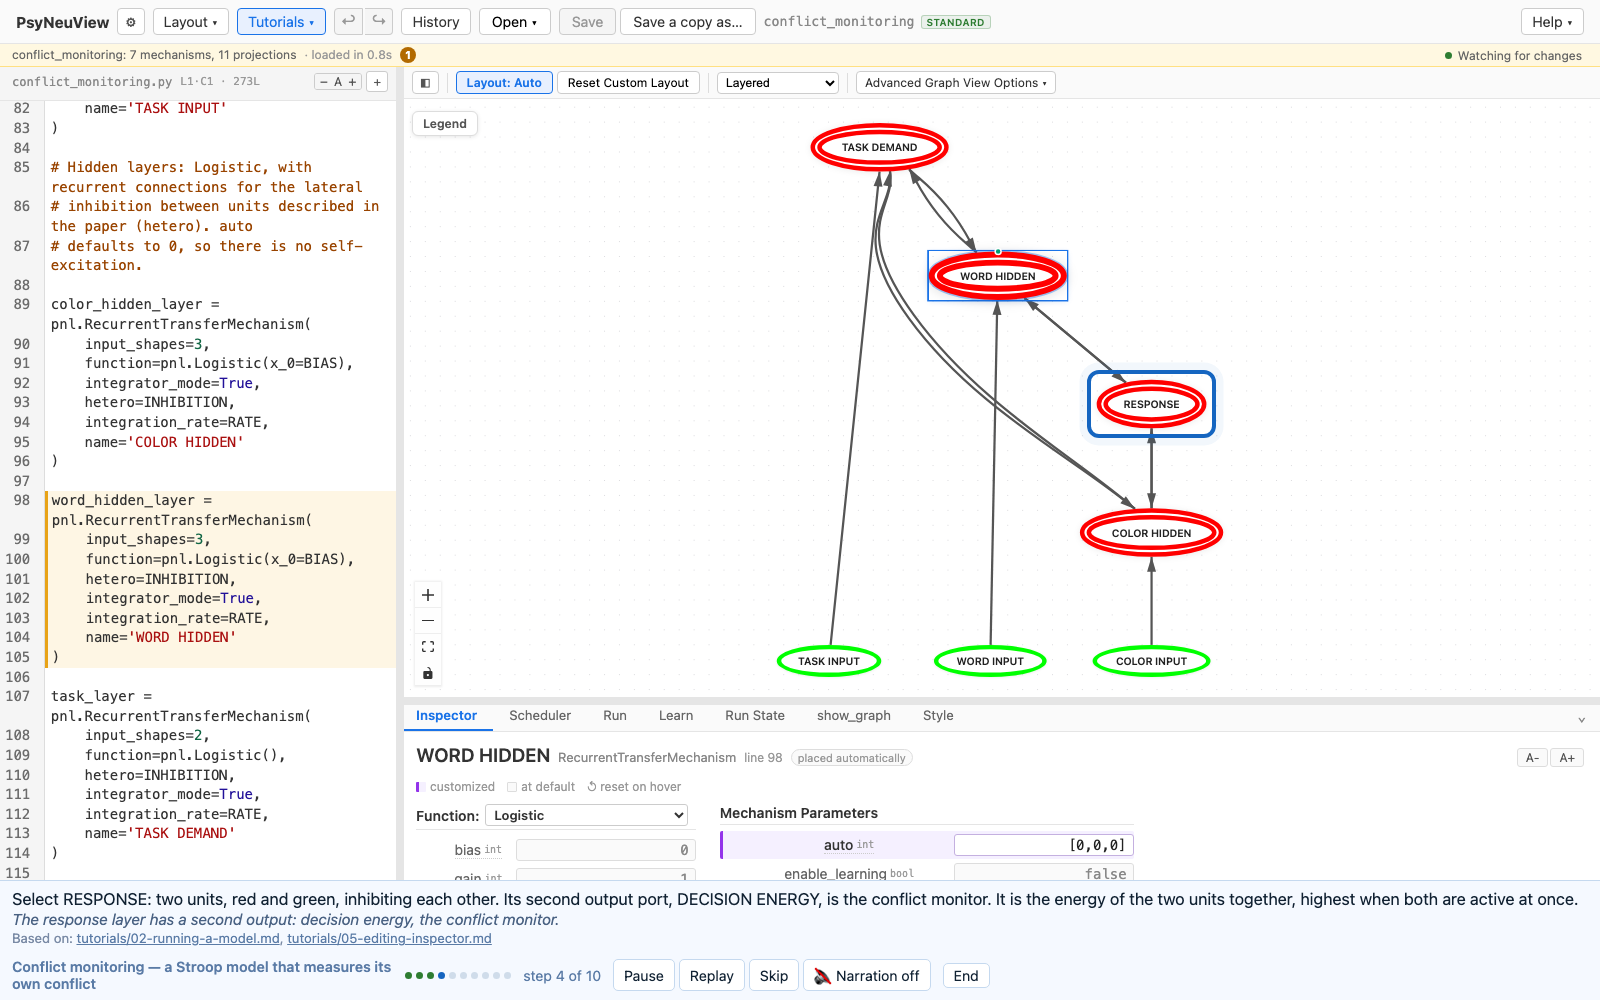 PsyNeuView
Layout ▾
Tutorials ▾
History
Open ▾
Save
Save a copy as...
conflict_monitoring
STANDARD
Help ▾
conflict_monitoring: 7 mechanisms, 11 projections · loaded in 0.8s
1
Watching for changes
conflict_monitoring.py L1:C1 · 273L
− A +
+
Layout: Auto
Reset Custom Layout
Layered
Advanced Graph View Options ▾
82 name='TASK INPUT'
83 )
84
85 # Hidden layers: Logistic, with
recurrent connections for the lateral
86 # inhibition between units described in
the paper (hetero). auto
87 # defaults to 0, so there is no self-
excitation.
88
89 color_hidden_layer =
pnl.RecurrentTransferMechanism(
90 input_shapes=3,
91 function=pnl.Logistic(x_0=BIAS),
92 integrator_mode=True,
93 hetero=INHIBITION,
94 integration_rate=RATE,
95 name='COLOR HIDDEN'
96 )
97
98 word_hidden_layer =
pnl.RecurrentTransferMechanism(
99 input_shapes=3,
100 function=pnl.Logistic(x_0=BIAS),
101 hetero=INHIBITION,
102 integrator_mode=True,
103 integration_rate=RATE,
104 name='WORD HIDDEN'
105 )
106
107 task_layer =
pnl.RecurrentTransferMechanism(
108 input_shapes=2,
109 function=pnl.Logistic(),
110 hetero=INHIBITION,
111 integrator_mode=True,
112 integration_rate=RATE,
113 name='TASK DEMAND'
114 )
115
Legend
TASK DEMAND
WORD HIDDEN
RESPONSE
COLOR HIDDEN
TASK INPUT
WORD INPUT
COLOR INPUT
Inspector
Scheduler
Run
Learn
Run State
show_graph
Style
WORD HIDDEN RecurrentTransferMechanism line 98 placed automatically
A-
A+
customized at default ↺ reset on hover
Function: Logistic
bias int 0
gain int 1
Mechanism Parameters
auto int [0,0,0]
enable_learning bool false
Select RESPONSE: two units, red and green, inhibiting each other. Its second output port, DECISION ENERGY, is the conflict monitor. It is the energy of the two units together, highest when both are active at once.
The response layer has a second output: decision energy, the conflict monitor.
Based on: tutorials/02-running-a-model.md, tutorials/05-editing-inspector.md
Conflict monitoring — a Stroop model that measures its
own conflict
step 4 of 10
Pause
Replay
Skip
Narration off
End